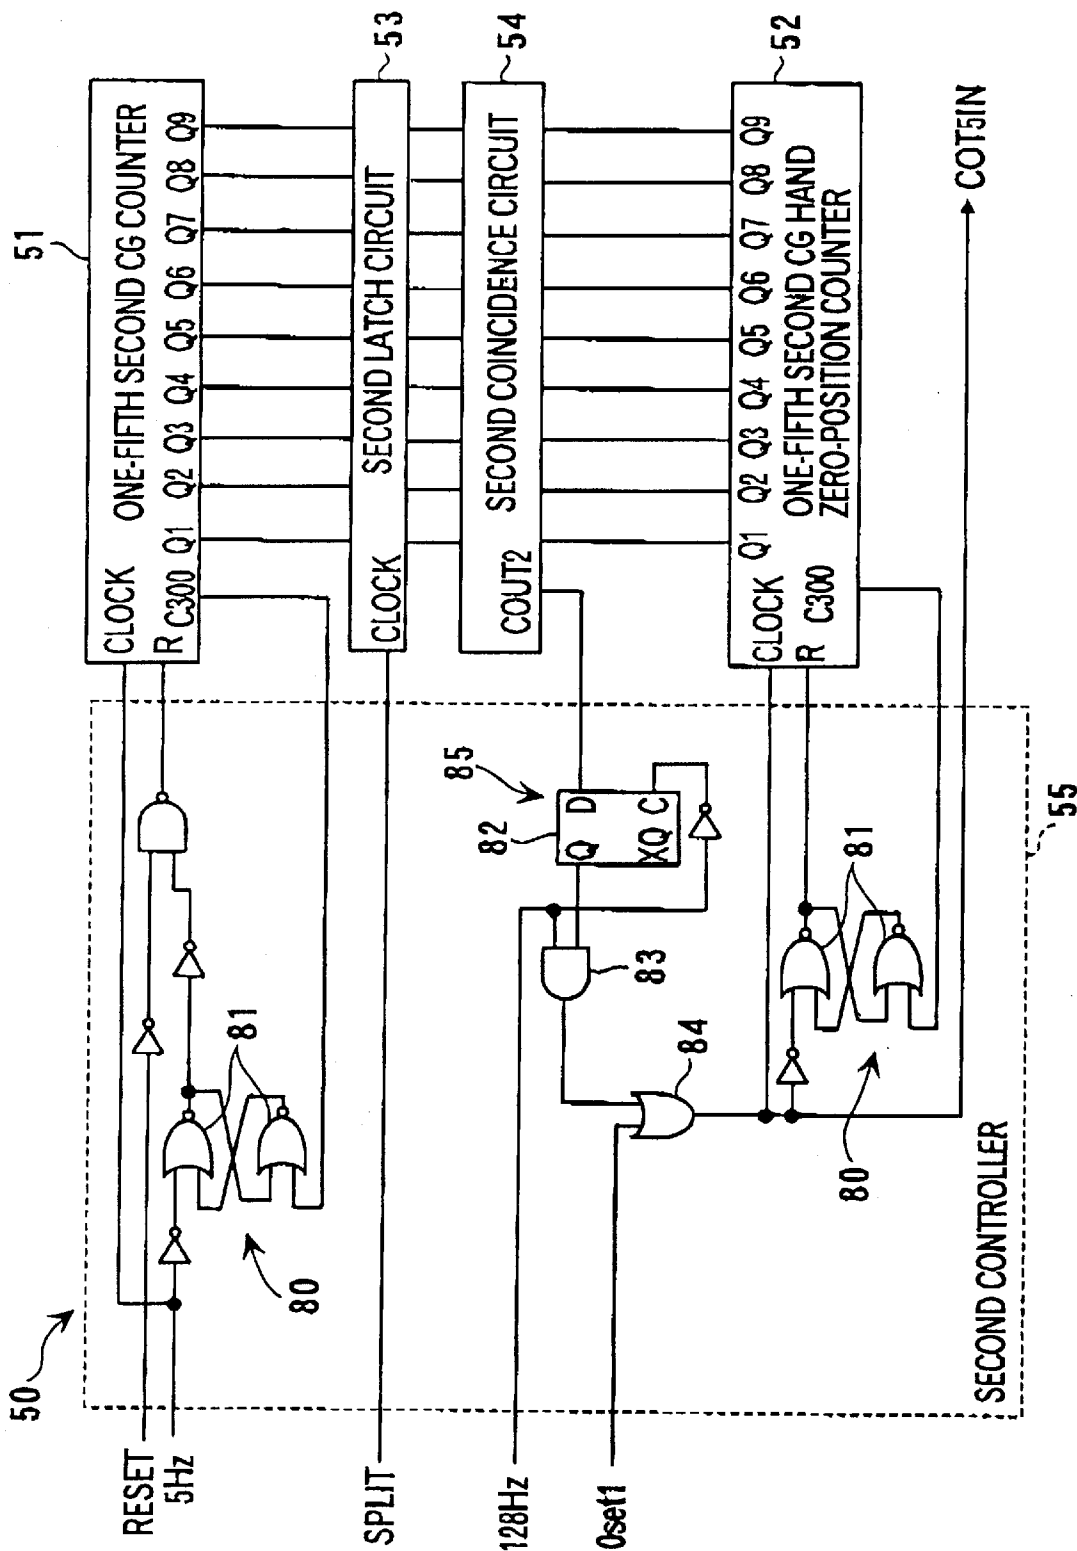 50
RESET
5Hz
SPLIT
128Hz
0set1
80
81
51
ONE-FIFTH SECOND CG COUNTER
CLOCK
R
C300 Q1 Q2 Q3 Q4 Q5 Q6 Q7 Q8 Q9
53
SECOND LATCH CIRCUIT
CLOCK
54
SECOND COINCIDENCE CIRCUIT
COUT2
85
82
Q D
XQ C
83
84
52
Q1 Q2 Q3 Q4 Q5 Q6 Q7 Q8 Q9
CLOCK
R C300
ONE-FIFTH SECOND CG HAND
ZERO-POSITION COUNTER
81
80
COT5IN
SECOND CONTROLLER
55